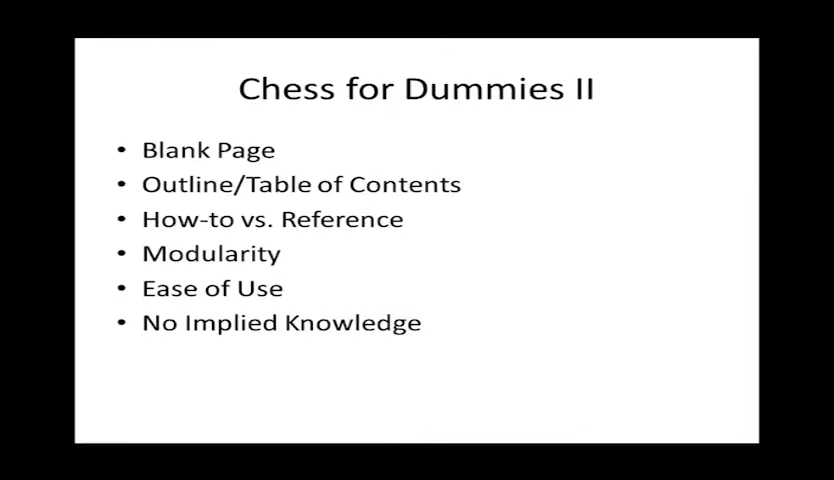 Chess for Dummies II
• Blank Page
• Outline/Table of Contents
• How-to vs. Reference
• Modularity
• Ease of Use
• No Implied Knowledge